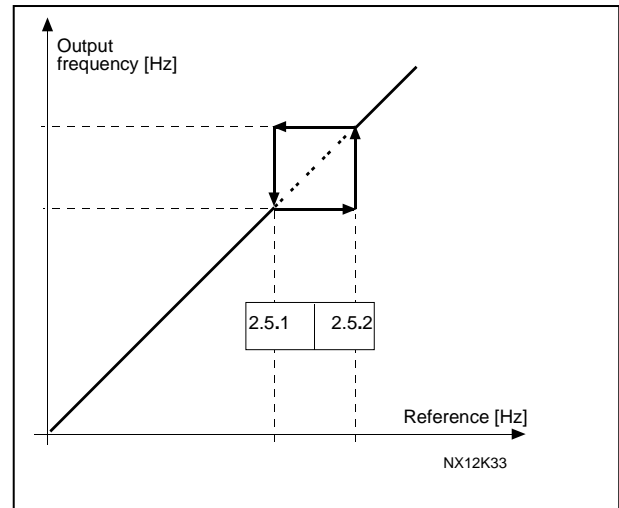 Output
frequency [Hz]
2.5.1
2.5.2
Reference [Hz]
NX12K33